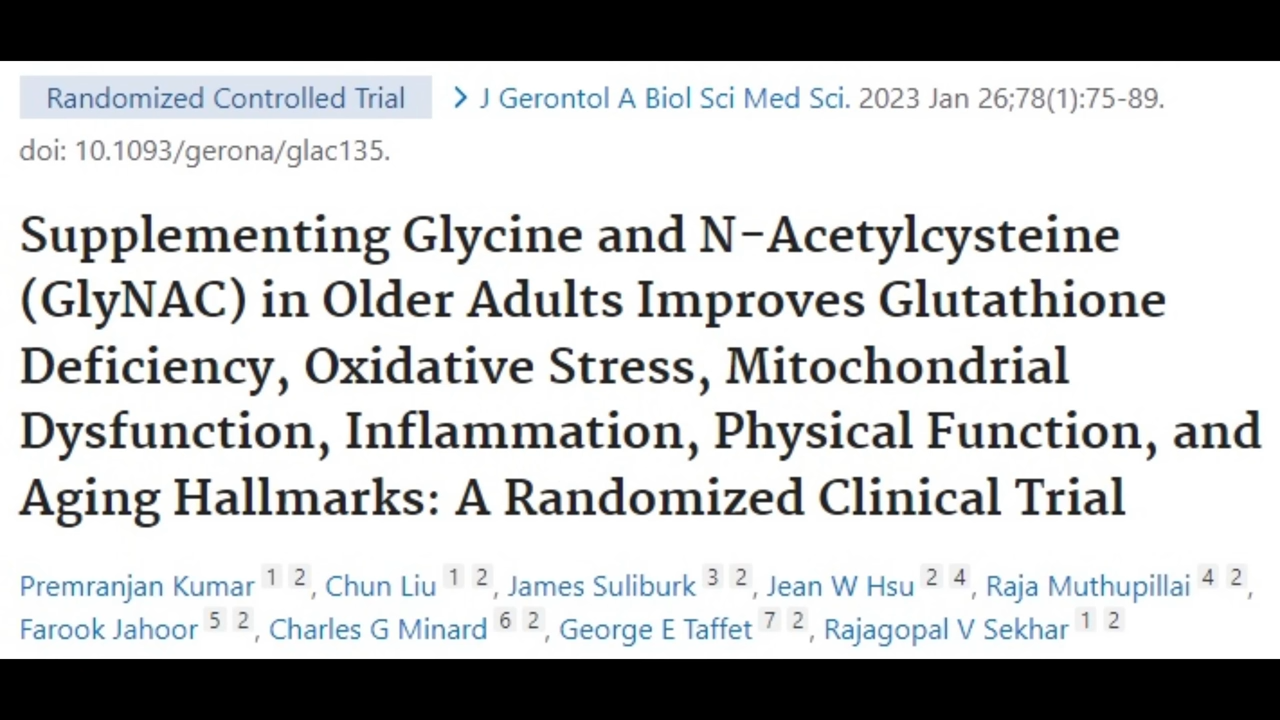 Randomized Controlled Trial > J Gerontol A Biol Sci Med Sci. 2023 Jan 26;78(1):75-89.
doi: 10.1093/gerona/glac135.
Supplementing Glycine and N-Acetylcysteine
(GlyNAC) in Older Adults Improves Glutathione
Deficiency, Oxidative Stress, Mitochondrial
Dysfunction, Inflammation, Physical Function, and
Aging Hallmarks: A Randomized Clinical Trial
Premranjan Kumar 1 2, Chun Liu 1 2, James Suliburk 3 2, Jean W Hsu 2 4, Raja Muthupillai 4 2,
Farook Jahoor 5 2, Charles G Minard 6 2, George E Taffet 7 2, Rajagopal V Sekhar 1 2